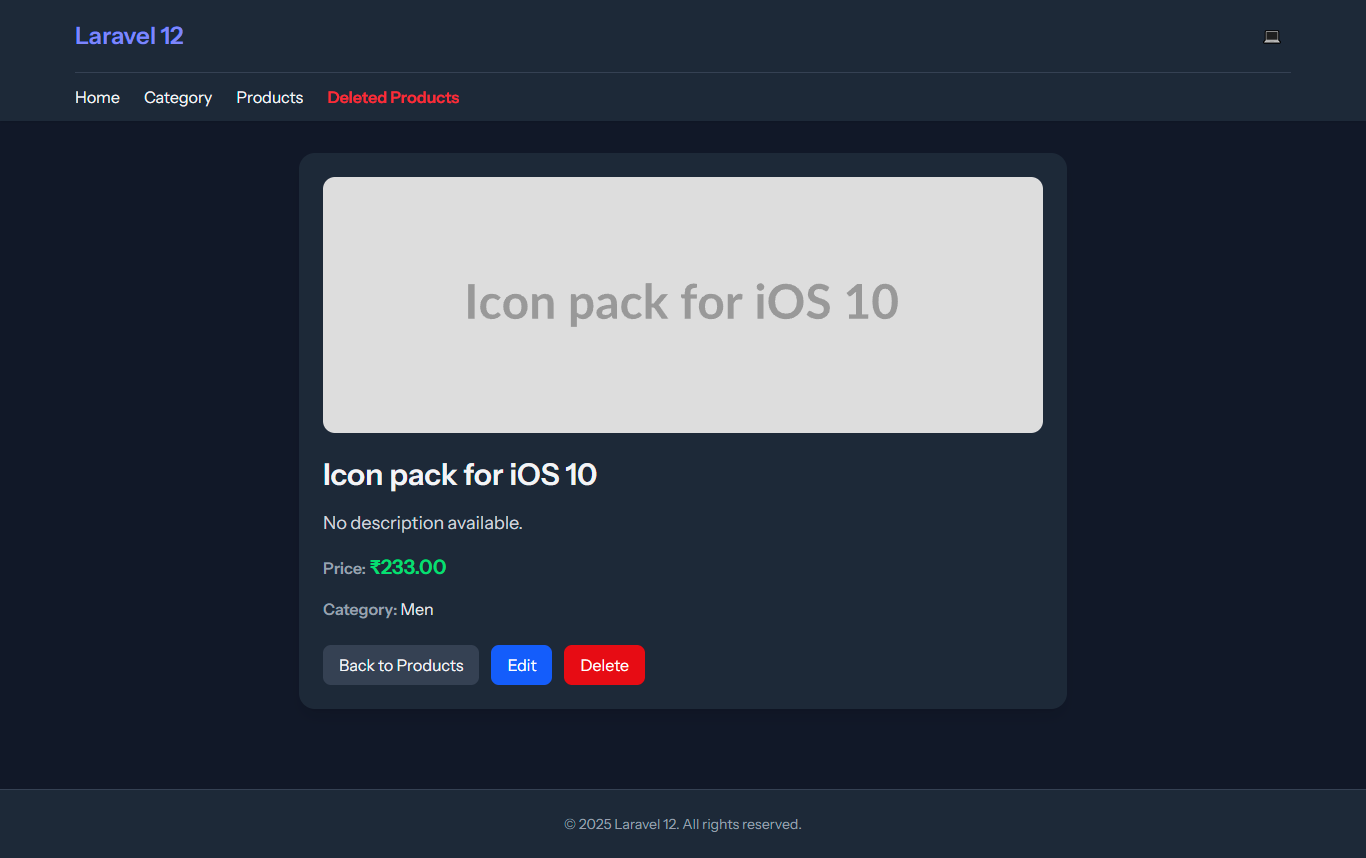 Laravel 12
Home Category Products Deleted Products
Icon pack for iOS 10
Icon pack for iOS 10
No description available.
Price: ₹233.00
Category: Men
Back to Products Edit Delete
© 2025 Laravel 12. All rights reserved.